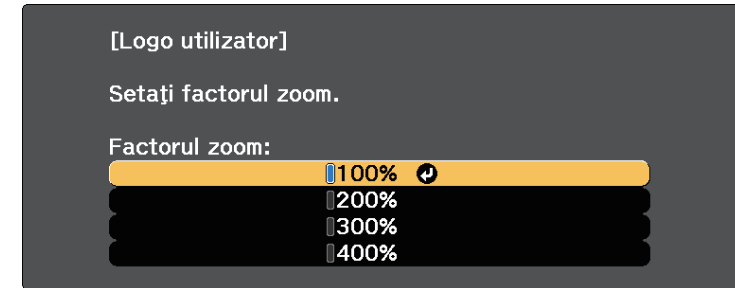 [Logo utilizator]
Setaţi factorul zoom.
Factorul zoom:
100%
200%
300%
400%